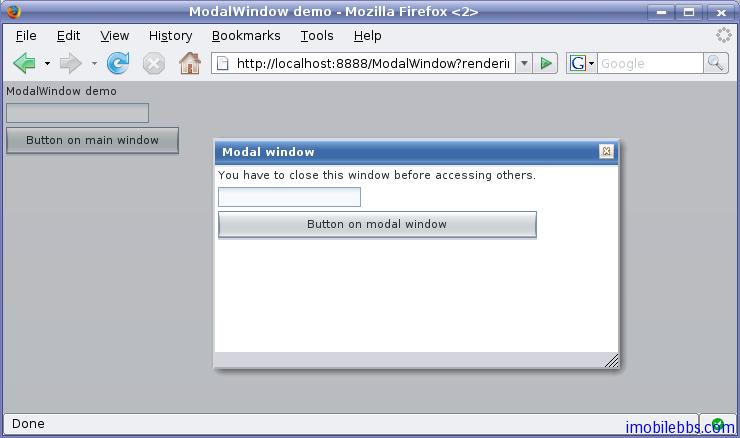 ModalWindow demo - Mozilla Firefox <2>
File Edit View History Bookmarks Tools Help
http://localhost:8888/ModalWindow?renderin G Google
ModalWindow demo
Button on main window
Modal window
You have to close this window before accessing others.
Button on modal window
Done
imobilebbs.com